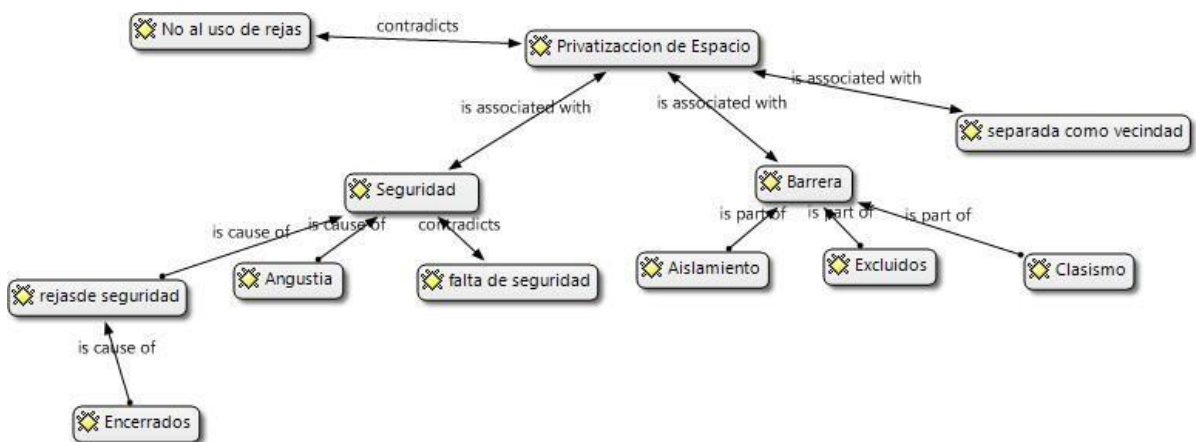 No al uso de rejas
contradicts
Privatizaccion de Espacio
is associated with
is associated with
is associated with
separada como vecindad
Seguridad
Barrera
is cause of
is cause of
contradicts
is part of
is part of
is part of
rejasde seguridad
Angustia
falta de seguridad
Aislamiento
Excluidos
Clasismo
is cause of
Encerrados